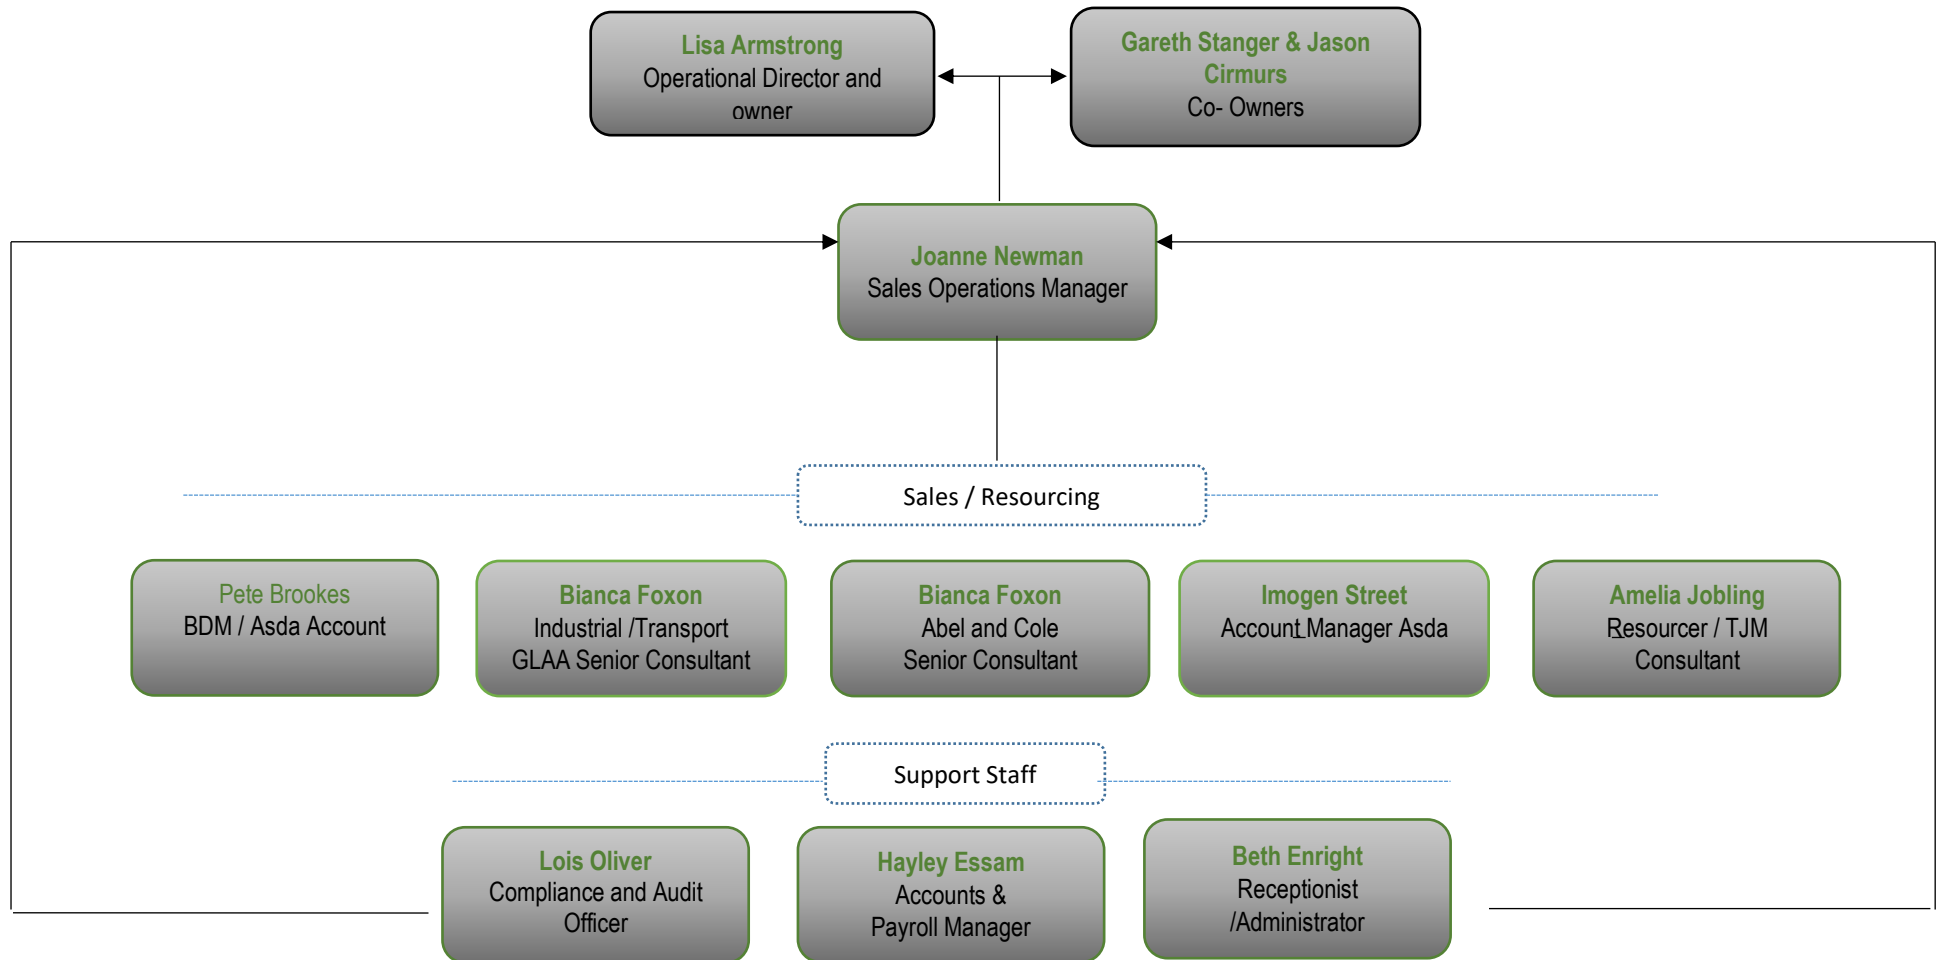 Lisa Armstrong
Operational Director and
owner
Gareth Stanger & Jason
Cirmurs
Co- Owners
Joanne Newman
Sales Operations Manager
Sales / Resourcing
Pete Brookes
BDM / Asda Account
Bianca Foxon
Industrial /Transport
GLAA Senior Consultant
Bianca Foxon
Abel and Cole
Senior Consultant
Imogen Street
Account Manager Asda
Amelia Jobling
Resourcer / TJM
Consultant
Support Staff
Lois Oliver
Compliance and Audit
Officer
Hayley Essam
Accounts &
Payroll Manager
Beth Enright
Receptionist
/Administrator